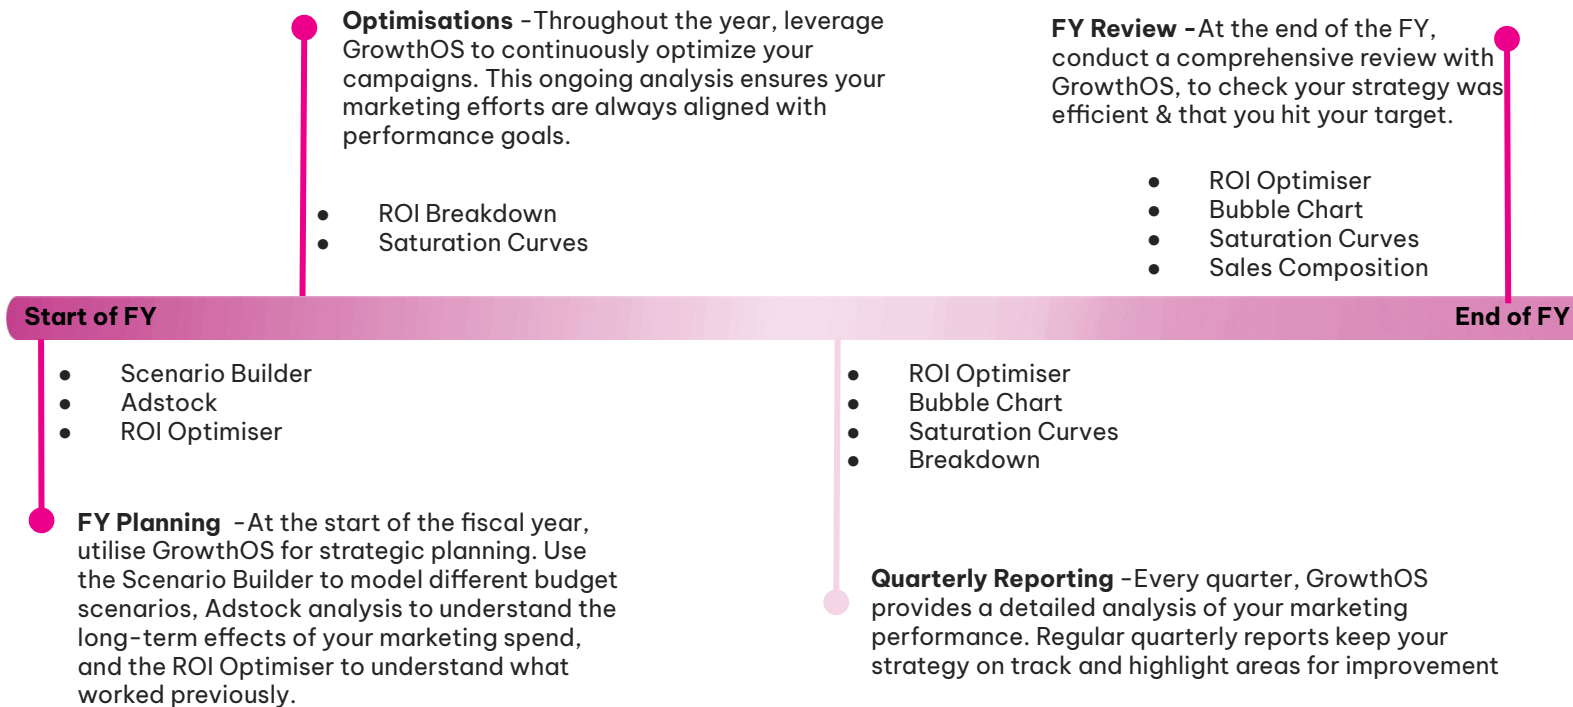 Optimisations -Throughout the year, leverage
GrowthOS to continuously optimize your
campaigns. This ongoing analysis ensures your
marketing efforts are always aligned with
performance goals.
● ROI Breakdown
● Saturation Curves
FY Review -At the end of the FY,
conduct a comprehensive review with
GrowthOS, to check your strategy was
efficient & that you hit your target.
● ROI Optimiser
● Bubble Chart
● Saturation Curves
● Sales Composition
Start of FY
End of FY
● Scenario Builder
● Adstock
● ROI Optimiser
FY Planning -At the start of the fiscal year,
utilise GrowthOS for strategic planning. Use
the Scenario Builder to model different budget
scenarios, Adstock analysis to understand the
long-term effects of your marketing spend,
and the ROI Optimiser to understand what
worked previously.
● ROI Optimiser
● Bubble Chart
● Saturation Curves
● Breakdown
Quarterly Reporting -Every quarter, GrowthOS
provides a detailed analysis of your marketing
performance. Regular quarterly reports keep your
strategy on track and highlight areas for improvement